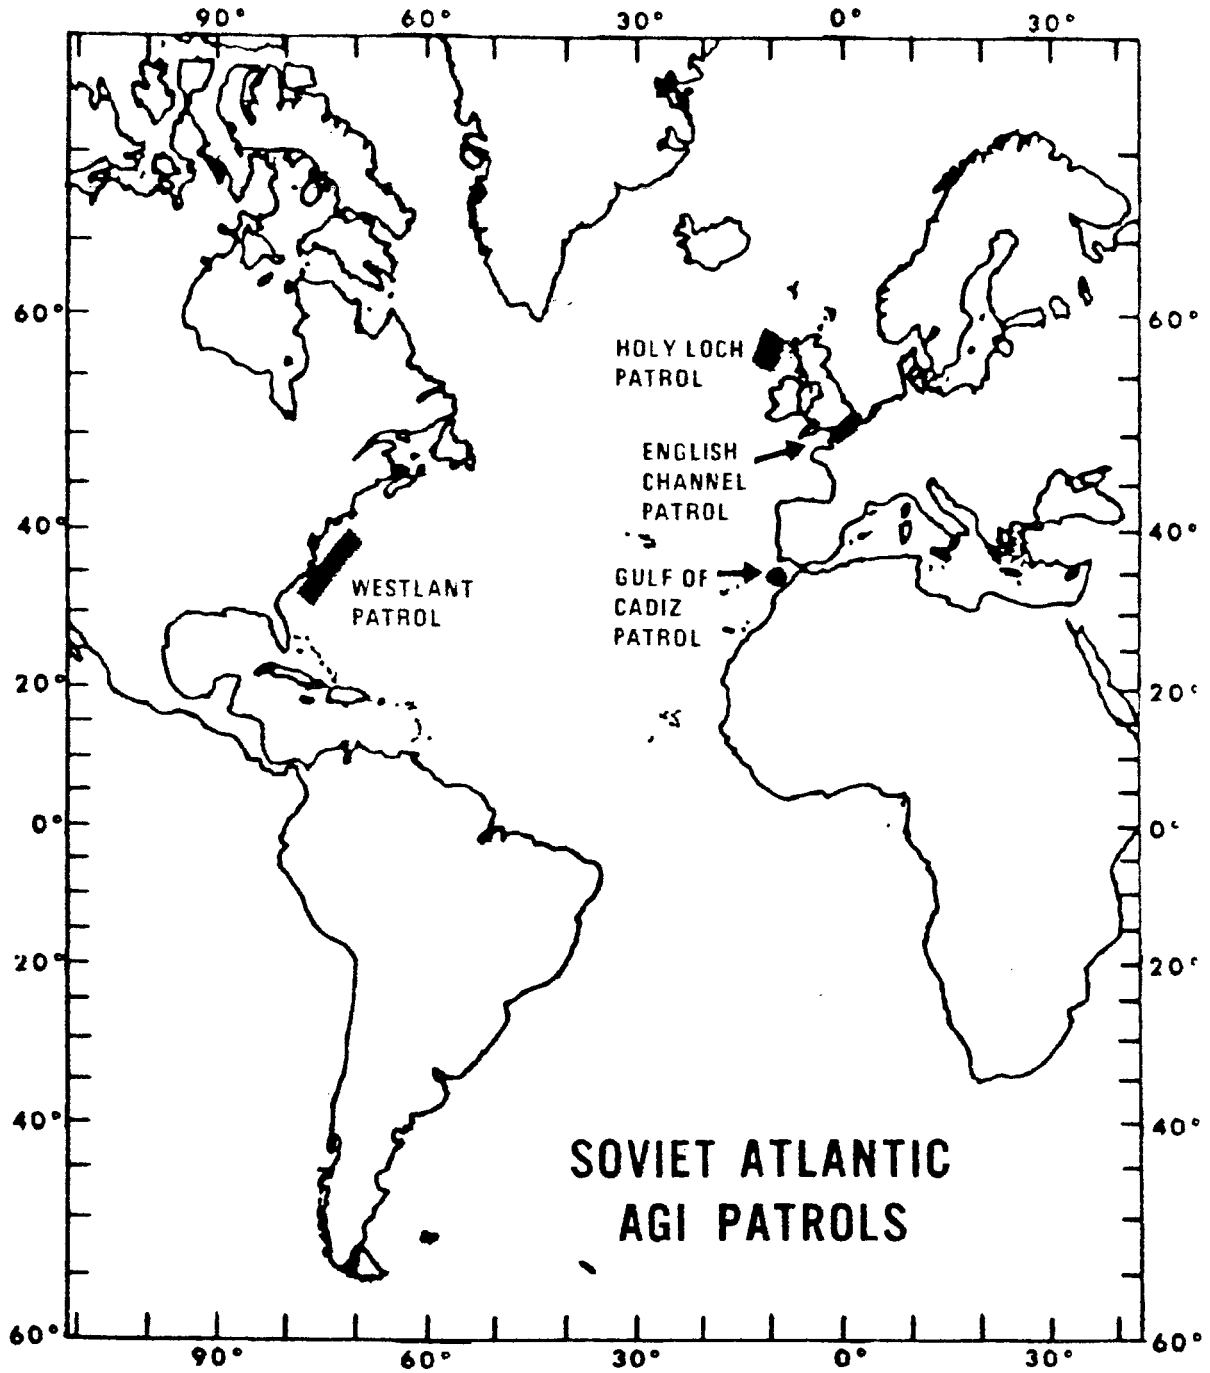 90° 60° 30° 0° 30°
60° 60°
HOLY LOCH
PATROL
ENGLISH
CHANNEL
PATROL
40° 40°
GULF OF
CADIZ
PATROL
WESTLANT
PATROL
20° 20°
0° 0°
20° 20°
40° 40°
SOVIET ATLANTIC
AGI PATROLS
60° 60°
90° 60° 30° 0° 30°